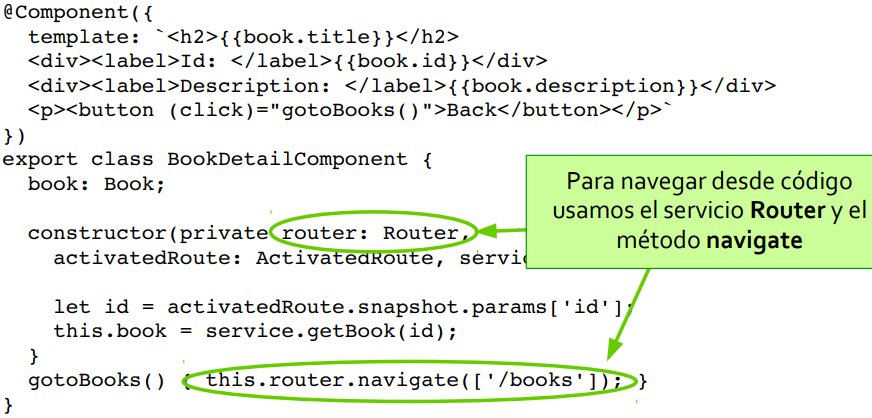 @Component({
template: `<h2>{{book.title}}</h2>
<div><label>Id: </label>{{book.id}}</div>
<div><label>Description: </label>{{book.description}}</div>
<p><button (click)="gotoBooks()">Back</button></p>`
})
export class BookDetailComponent {
book: Book;
constructor(private router: Router,
activatedRoute: ActivatedRoute,
let id = activatedRoute.snapshot.params['id'];
this.book = service.getBook(id);
}
gotoBooks() { this.router.navigate(['/books']); }
}
Para navegar desde código
usamos el servicio Router y el
método navigate